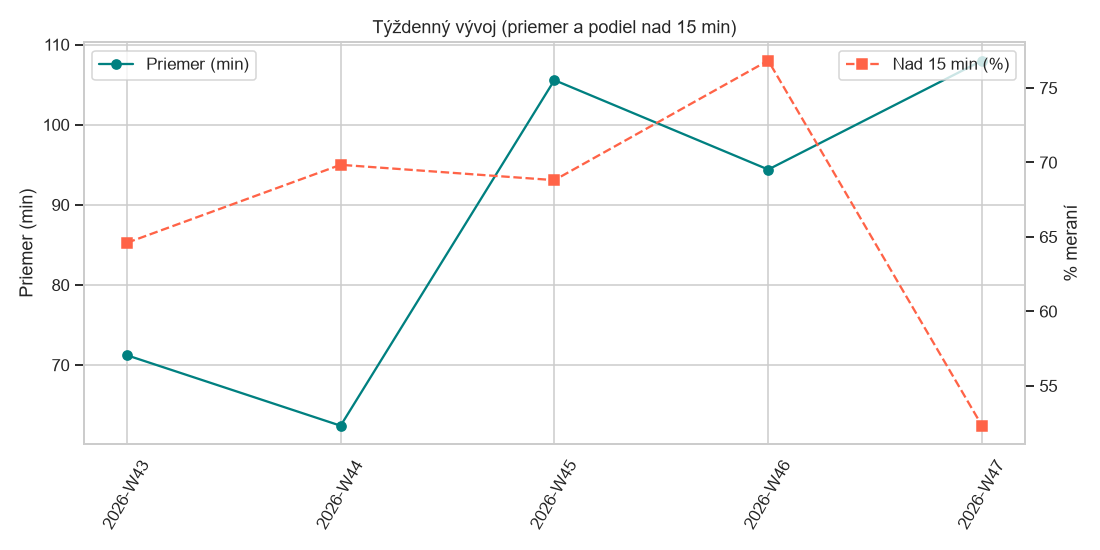 Týždenný vývoj (priemer a podiel nad 15 min)
Priemer (min)
Nad 15 min (%)
110
100
90
80
70
Priemer (min)
75
70
65
60
55
% meraní
2026-W43
2026-W44
2026-W45
2026-W46
2026-W47